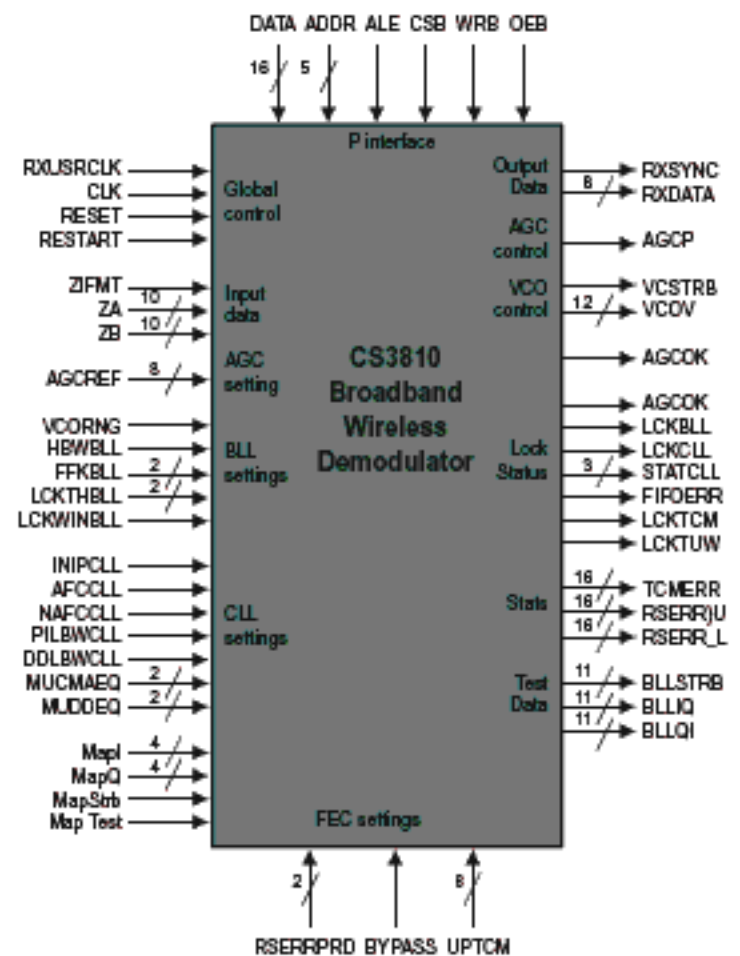 DATA ADDR ALE CSB WRB OEB
16 5
P interface
RXUSRCLK
CLK
RESET
RESTART
Global
control
Output
Data
8
RXSYNC
RXDATA
AGC
control
AGCP
ZIFMT
10
ZA
10
ZB
Input
data
VCO
control
12
VCSTRB
VCOV
AGCREF
8
AGC
setting
CS3810
Broadband
Wireless
Demodulator
AGCOK
VCORNG
HBWBLL
FFKBLL
2
LCKTHBLL
2
LCKWINBLL
BLL
settings
Lock
Status
AGCOK
LCKBLL
LCKCLL
3
STATCLL
FIFOERR
LCKTCM
LCKTUW
INIPCLL
AFCCLL
NAFCCLL
PILBWCLL
DDLBWCLL
MUCMAEQ
2
MUDDEQ
2
CLL
settings
Stats
16
TCMERR
16
RSERR)U
16
RSERR_L
Test
Data
11
BLLSTRB
11
BLLIQ
11
BLLQI
MapI
4
MapQ
4
MapStrb
Map Test
FEC settings
2 8
RSERRPRD BYPASS UPTCM